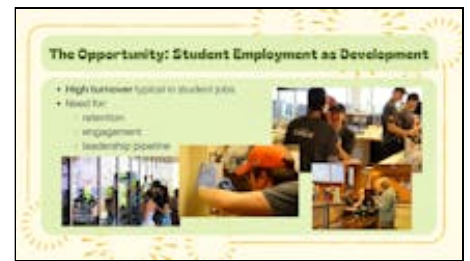 The Opportunity: Student Employment as Development
• High turnover typical in student jobs
• Need for:
◦ retention
◦ engagement
◦ leadership pipeline